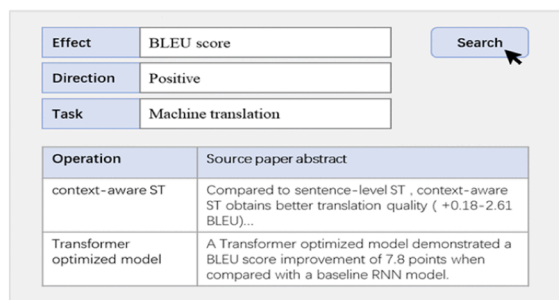 Effect BLEU score Search
Direction Positive
Task Machine translation
Operation Source paper abstract
context-aware ST Compared to sentence-level ST , context-aware
ST obtains better translation quality ( +0.18-2.61
BLEU)...
Transformer A Transformer optimized model demonstrated a
optimized model BLEU score improvement of 7.8 points when
compared with a baseline RNN model.